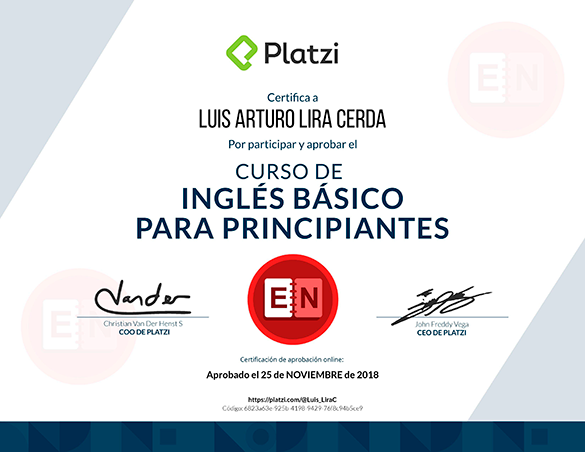 Platzi
Certifica a
LUIS ARTURO LIRA CERDA
Por participar y aprobar el
CURSO DE
INGLÉS BÁSICO
PARA PRINCIPIANTES
EN
EN
EN
Christian Van Der Henst S
COO DE PLATZI
John Freddy Vega
CEO DE PLATZI
Certificación de aprobación online:
Aprobado el 25 de NOVIEMBRE de 2018
https://platzi.com/@Luis_LiraC
Código: 6823a63e-925b-4198-9429-76f8c94b5ce9